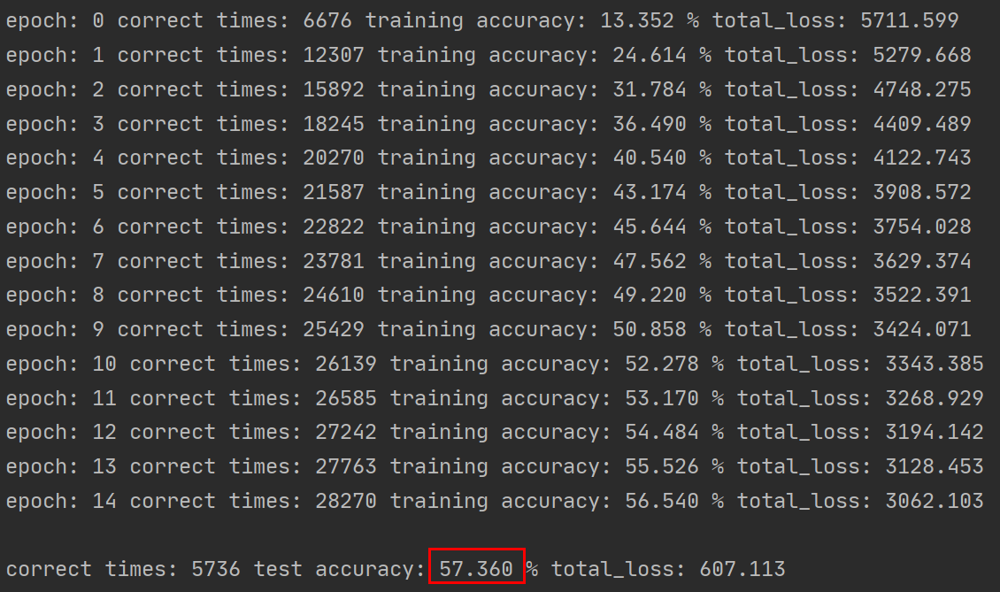 epoch: 0 correct times: 6676 training accuracy: 13.352 % total_loss: 5711.599
epoch: 1 correct times: 12307 training accuracy: 24.614 % total_loss: 5279.668
epoch: 2 correct times: 15892 training accuracy: 31.784 % total_loss: 4748.275
epoch: 3 correct times: 18245 training accuracy: 36.490 % total_loss: 4409.489
epoch: 4 correct times: 20270 training accuracy: 40.540 % total_loss: 4122.743
epoch: 5 correct times: 21587 training accuracy: 43.174 % total_loss: 3908.572
epoch: 6 correct times: 22822 training accuracy: 45.644 % total_loss: 3754.028
epoch: 7 correct times: 23781 training accuracy: 47.562 % total_loss: 3629.374
epoch: 8 correct times: 24610 training accuracy: 49.220 % total_loss: 3522.391
epoch: 9 correct times: 25429 training accuracy: 50.858 % total_loss: 3424.071
epoch: 10 correct times: 26139 training accuracy: 52.278 % total_loss: 3343.385
epoch: 11 correct times: 26585 training accuracy: 53.170 % total_loss: 3268.929
epoch: 12 correct times: 27242 training accuracy: 54.484 % total_loss: 3194.142
epoch: 13 correct times: 27763 training accuracy: 55.526 % total_loss: 3128.453
epoch: 14 correct times: 28270 training accuracy: 56.540 % total_loss: 3062.103
correct times: 5736 test accuracy: 57.360 % total_loss: 607.113